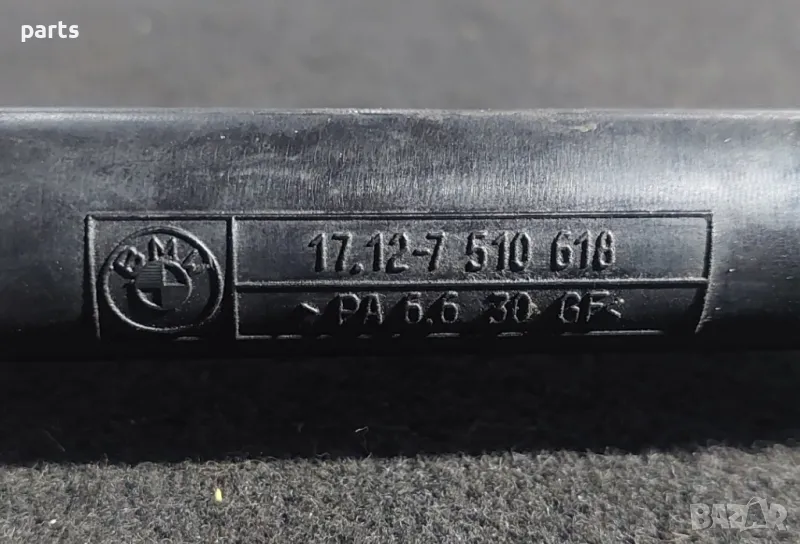 parts
BMW
17.12-7 510 618
>PA 6.6 30 GF<
BAZAR